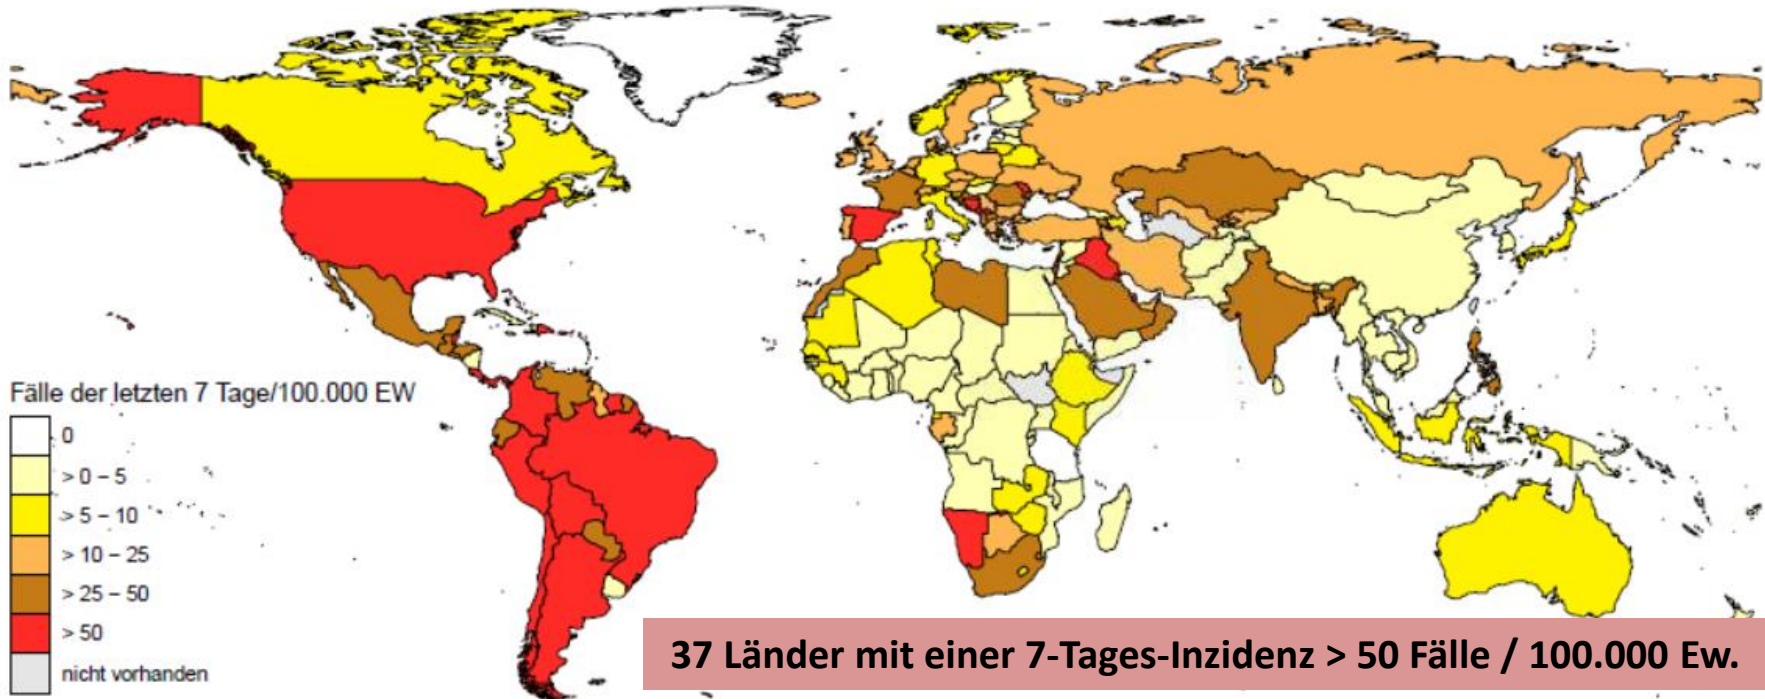 Fälle der letzten 7 Tage/100.000 EW
0
> 0 – 5
> 5 – 10
> 10 – 25
> 25 – 50
> 50
nicht vorhanden
37 Länder mit einer 7-Tages-Inzidenz > 50 Fälle / 100.000 Ew.